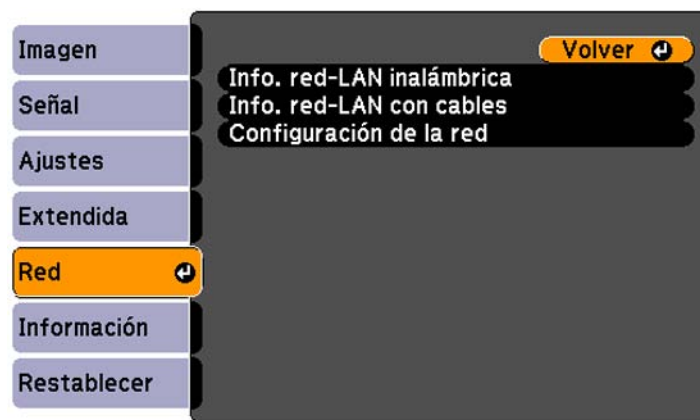 Imagen
Señal
Ajustes
Extendida
Red
Información
Restablecer
Volver
Info. red-LAN inalámbrica
Info. red-LAN con cables
Configuración de la red